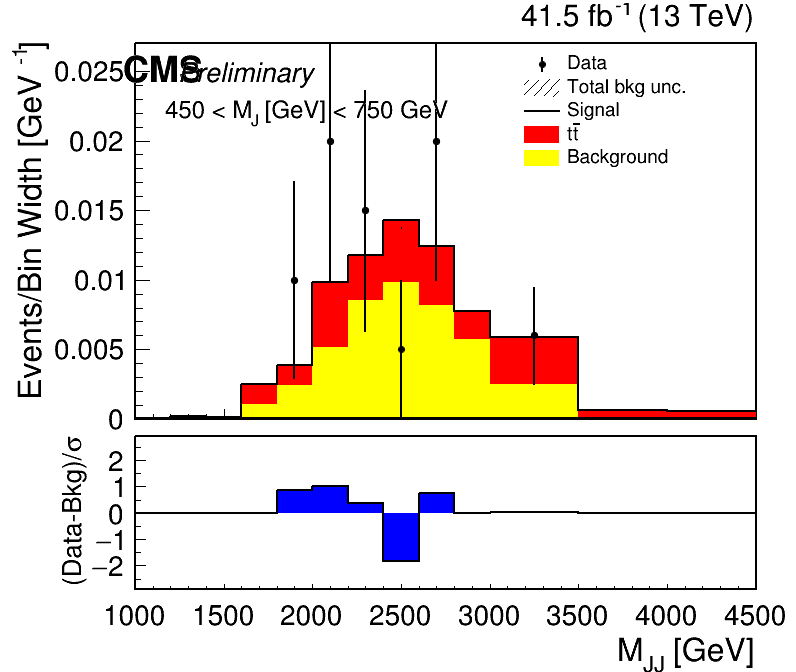 41.5 fb⁻¹ (13 TeV)
CMS Preliminary
450 < M_J [GeV] < 750 GeV
Data
Total bkg unc.
Signal
tt̄
Background
Events/Bin Width [GeV⁻¹]
0.025
0.02
0.015
0.01
0.005
0
(Data-Bkg)/σ
2
1
0
−1
−2
1000 1500 2000 2500 3000 3500 4000 4500
M_JJ [GeV]